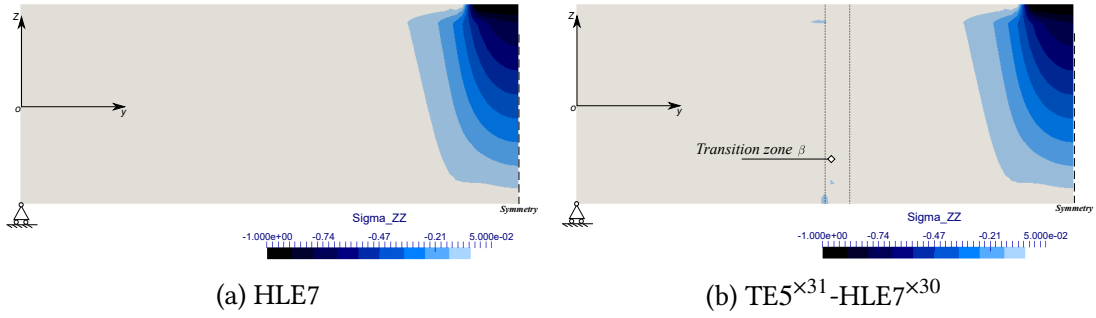 z
o
y
Symmetry
Sigma_ZZ
-1.000e+00 -0.74 -0.47 -0.21 5.000e-02
(a) HLE7
z
o
y
Transition zone β
Symmetry
Sigma_ZZ
-1.000e+00 -0.74 -0.47 -0.21 5.000e-02
(b) TE5×31-HLE7×30